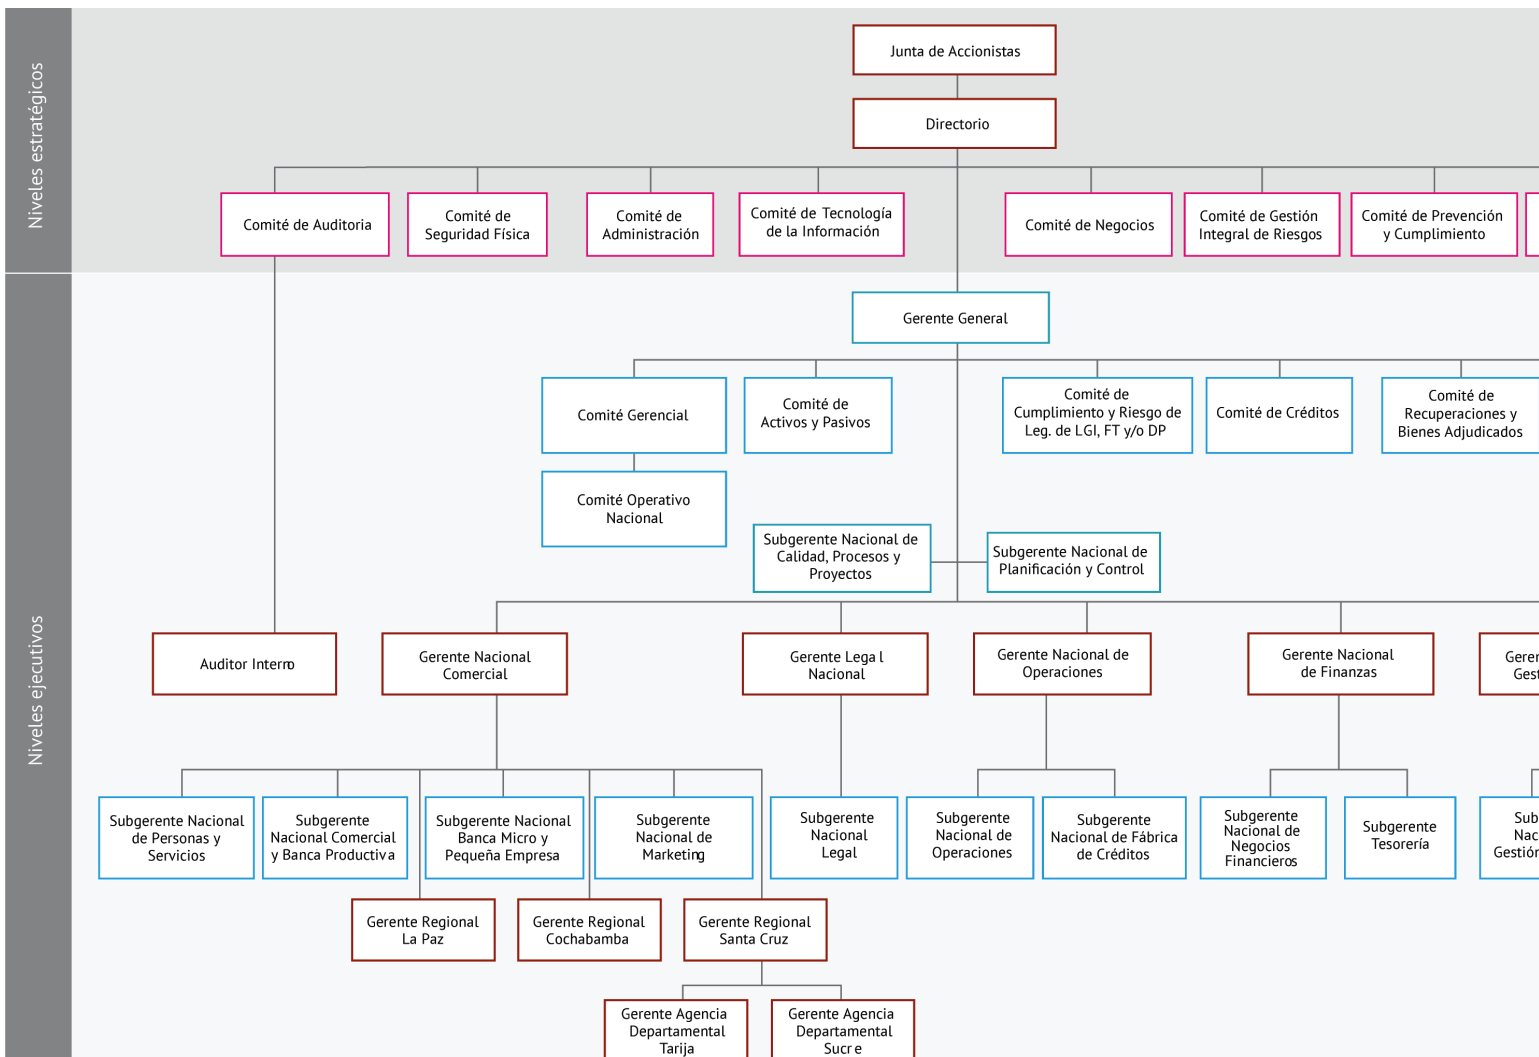 Niveles estratégicos
Junta de Accionistas
Directorio
Comité de Auditoria
Comité de
Seguridad Física
Comité de
Administración
Comité de Tecnología
de la Información
Comité de Negocios
Comité de Gestión
Integral de Riesgos
Comité de Prevención
y Cumplimiento
Niveles ejecutivos
Gerente General
Comité Gerencial
Comité de
Activos y Pasivos
Comité de
Cumplimiento y Riesgo de
Leg. de LGI, FT y/o DP
Comité de Créditos
Comité de
Recuperaciones y
Bienes Adjudicados
Comité Operativo
Nacional
Subgerente Nacional de
Calidad, Procesos y
Proyectos
Subgerente Nacional de
Planificación y Control
Auditor Interno
Gerente Nacional
Comercial
Gerente Legal
Nacional
Gerente Nacional de
Operaciones
Gerente Nacional
de Finanzas
Geren
Gest
Subgerente Nacional
de Personas y
Servicios
Subgerente
Nacional Comercial
y Banca Productiva
Subgerente Nacional
Banca Micro y
Pequeña Empresa
Subgerente
Nacional de
Marketing
Subgerente
Nacional
Legal
Subgerente
Nacional de
Operaciones
Subgerente
Nacional de Fábrica
de Créditos
Subgerente
Nacional de
Negocios
Financieros
Subgerente
Tesorería
Sub
Nac
Gestión
Gerente Regional
La Paz
Gerente Regional
Cochabamba
Gerente Regional
Santa Cruz
Gerente Agencia
Departamental
Tarija
Gerente Agencia
Departamental
Sucre